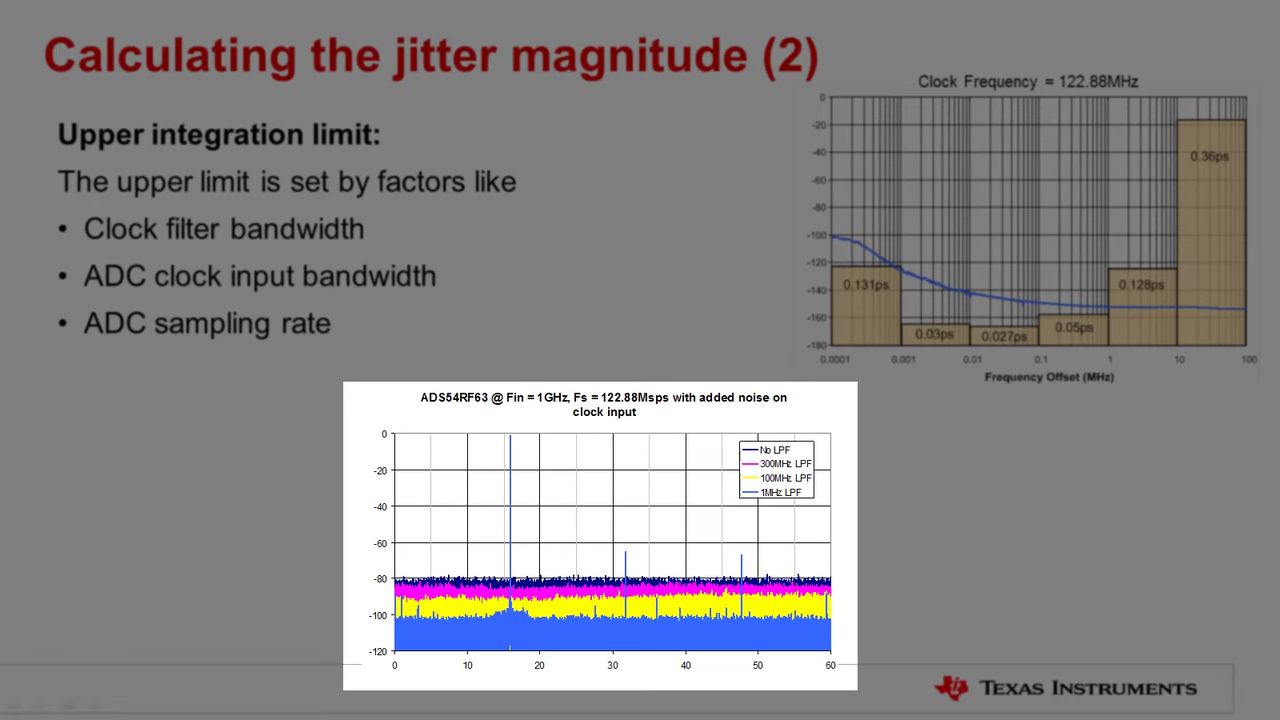 Calculating the jitter magnitude (2)
Upper integration limit:
The upper limit is set by factors like
• Clock filter bandwidth
• ADC clock input bandwidth
• ADC sampling rate
Clock Frequency = 122.88MHz
0
-20
-40
-60
-80
-100
-120
-140
-160
-180
0.131ps
0.03ps
0.027ps
0.05ps
0.128ps
0.36ps
0.0001 0.001 0.01 0.1 1 10 100
Frequency Offset (MHz)
ADS54RF63 @ Fin = 1GHz, Fs = 122.88Msps with added noise on
clock input
0
-20
-40
-60
-80
-100
-120
No LPF
300MHz LPF
100MHz LPF
1MHz LPF
0 10 20 30 40 50 60
TEXAS INSTRUMENTS